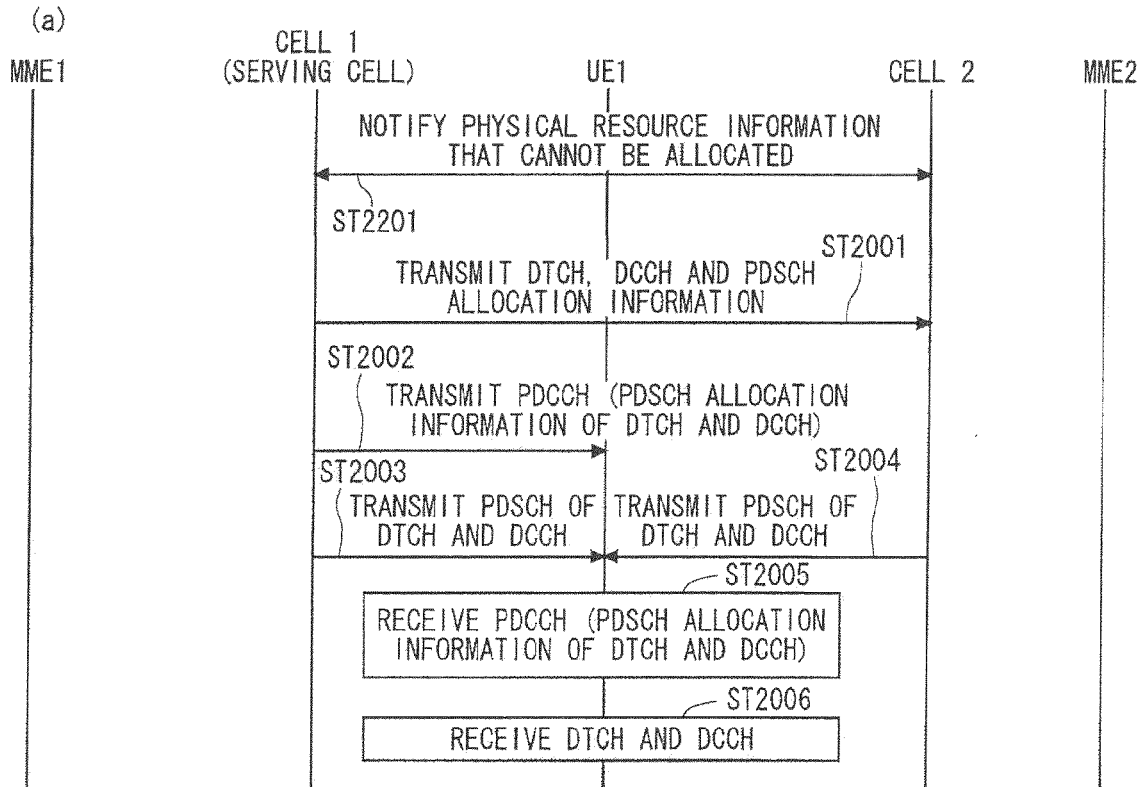 (a)
CELL 1
MME1 (SERVING CELL) UE1 CELL 2 MME2
NOTIFY PHYSICAL RESOURCE INFORMATION
THAT CANNOT BE ALLOCATED
ST2201
ST2001
TRANSMIT DTCH, DCCH AND PDSCH
ALLOCATION INFORMATION
ST2002
TRANSMIT PDCCH (PDSCH ALLOCATION
INFORMATION OF DTCH AND DCCH)
ST2003
ST2004
TRANSMIT PDSCH OF
DTCH AND DCCH
TRANSMIT PDSCH OF
DTCH AND DCCH
ST2005
RECEIVE PDCCH (PDSCH ALLOCATION
INFORMATION OF DTCH AND DCCH)
ST2006
RECEIVE DTCH AND DCCH